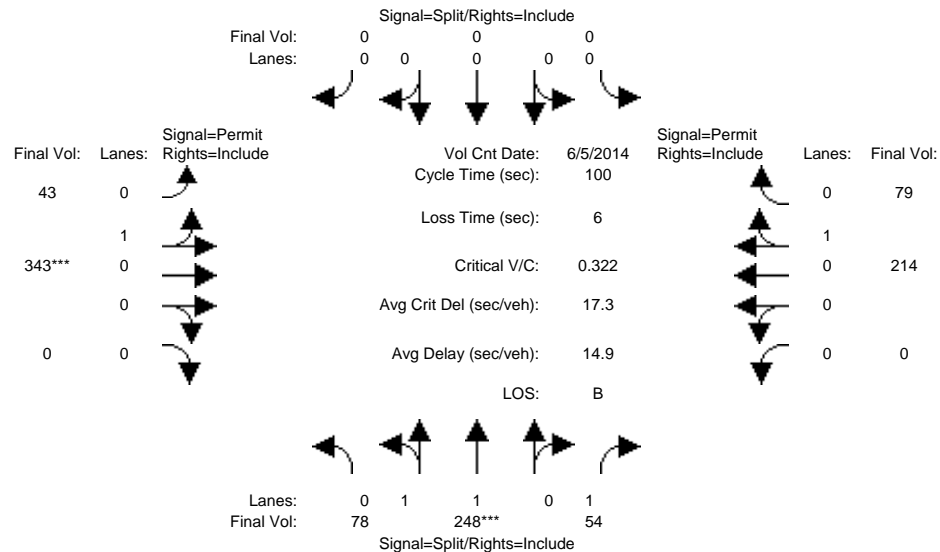 Signal=Split/Rights=Include
Final Vol: 0 0 0
Lanes: 0 0 0 0 0
Signal=Permit Signal=Permit
Final Vol: Lanes: Rights=Include Vol Cnt Date: 6/5/2014 Rights=Include Lanes: Final Vol:
Cycle Time (sec): 100
43 0 0 79
Loss Time (sec): 6
1 1
343*** 0 Critical V/C: 0.322 0 214
0 Avg Crit Del (sec/veh): 17.3 0
0 0 Avg Delay (sec/veh): 14.9 0 0
LOS: B
Lanes: 0 1 1 0 1
Final Vol: 78 248*** 54
Signal=Split/Rights=Include